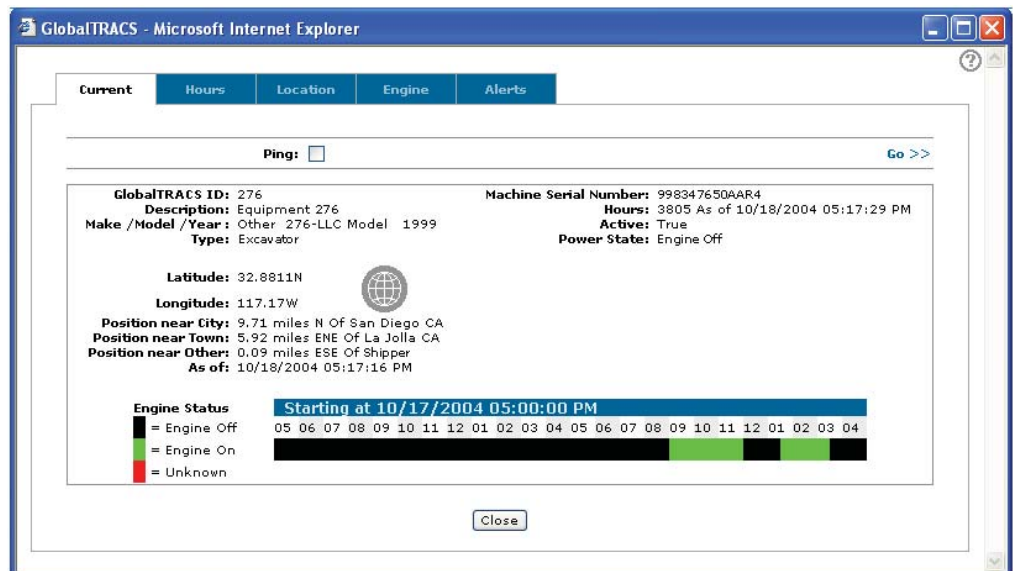 GlobalTRACS - Microsoft Internet Explorer
?
Current Hours Location Engine Alerts
Ping: Go >>
GlobalTRACS ID: 276 Machine Serial Number: 998347650AAR4
Description: Equipment 276 Hours: 3805 As of 10/18/2004 05:17:29 PM
Make /Model /Year: Other 276-LLC Model 1999 Active: True
Type: Excavator Power State: Engine Off
Latitude: 32.8811N
Longitude: 117.17W
Position near City: 9.71 miles N Of San Diego CA
Position near Town: 5.92 miles ENE Of La Jolla CA
Position near Other: 0.09 miles ESE Of Shipper
As of: 10/18/2004 05:17:16 PM
Engine Status Starting at 10/17/2004 05:00:00 PM
= Engine Off 05 06 07 08 09 10 11 12 01 02 03 04 05 06 07 08 09 10 11 12 01 02 03 04
= Engine On
= Unknown
Close